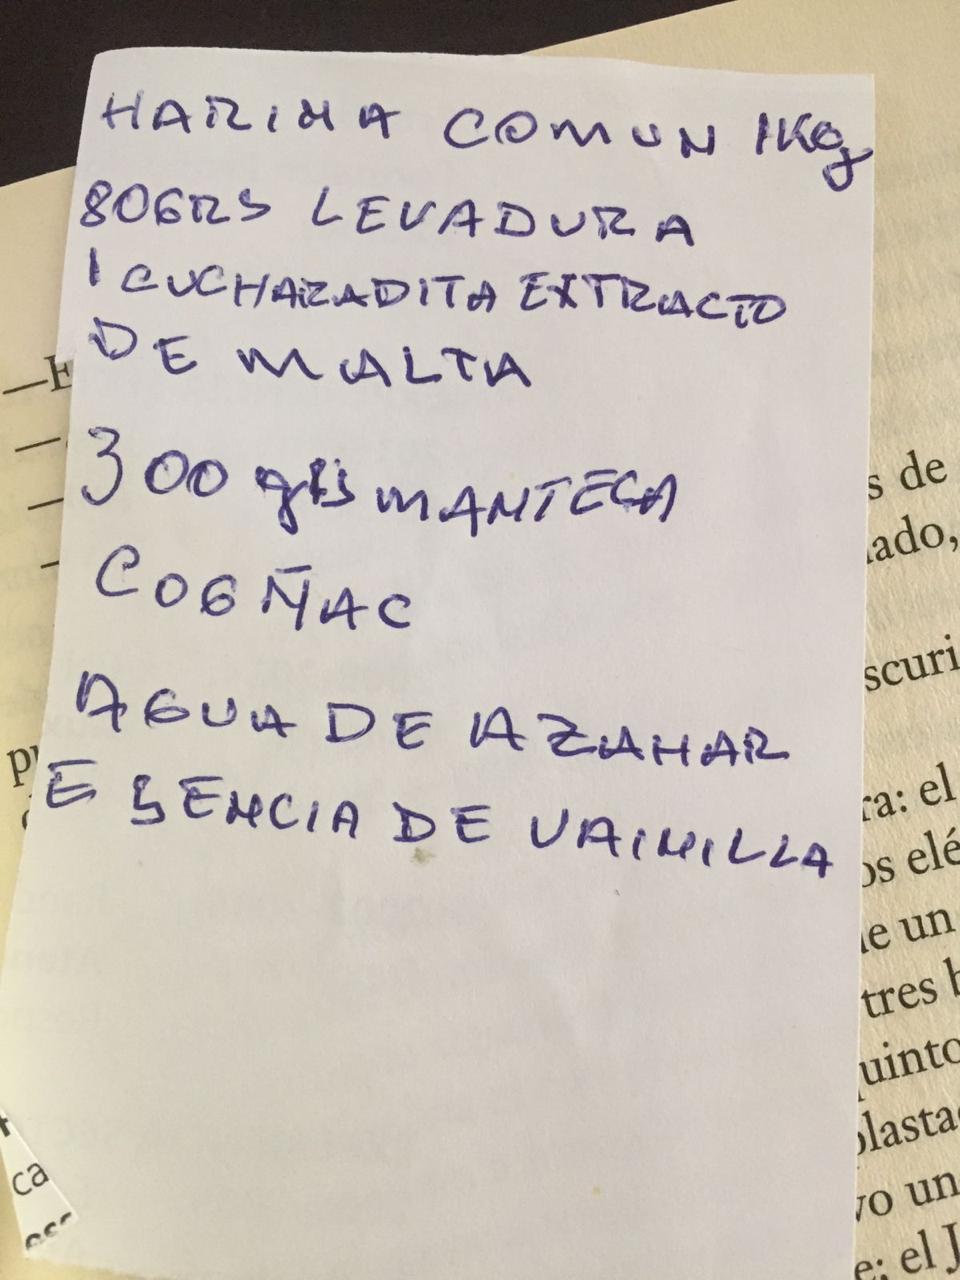 HARINA COMUN 1Kg
80GRS LEVADURA
1 CUCHARADITA EXTRACTO
DE MALTA
300 grs MANTECA
COGÑAC
AGUA DE AZAHAR
ESENCIA DE VAINILLA
—E
s de
ado,
scuri
ra: el
os elé
e un
tres
uinto
plasta
vo un
e: el J
ca